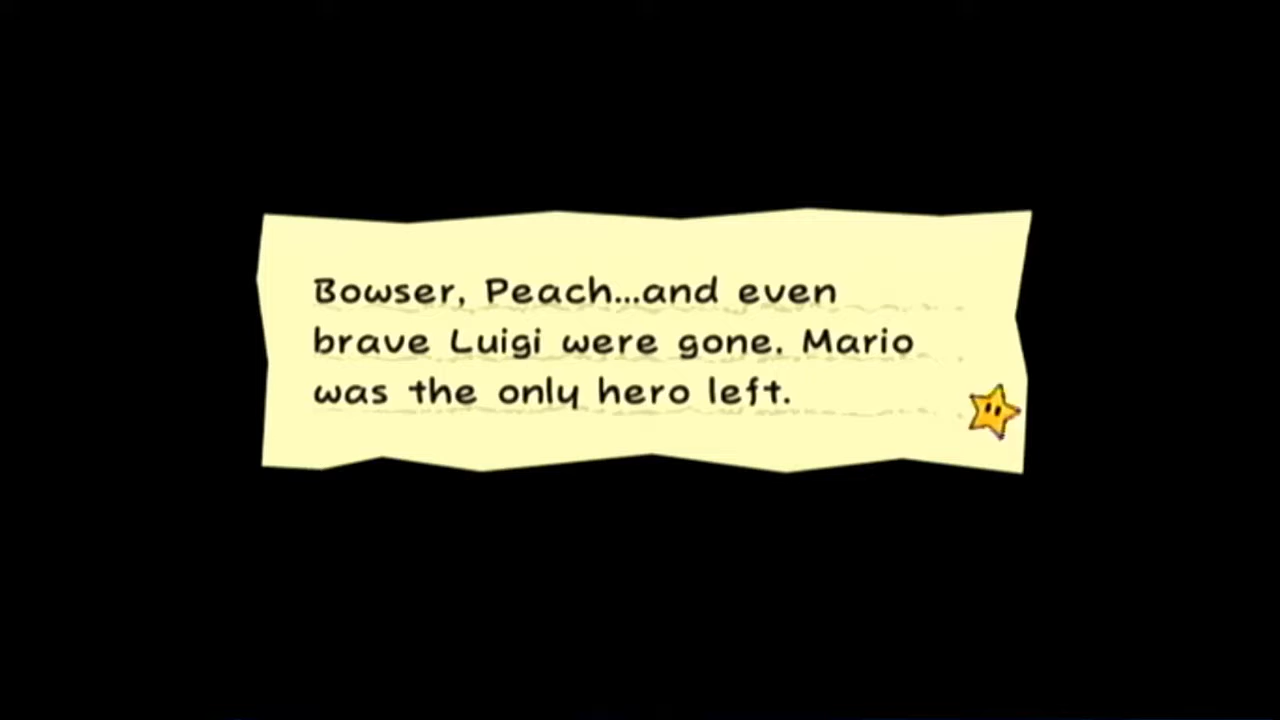 Bowser, Peach...and even
brave Luigi were gone. Mario
was the only hero left.